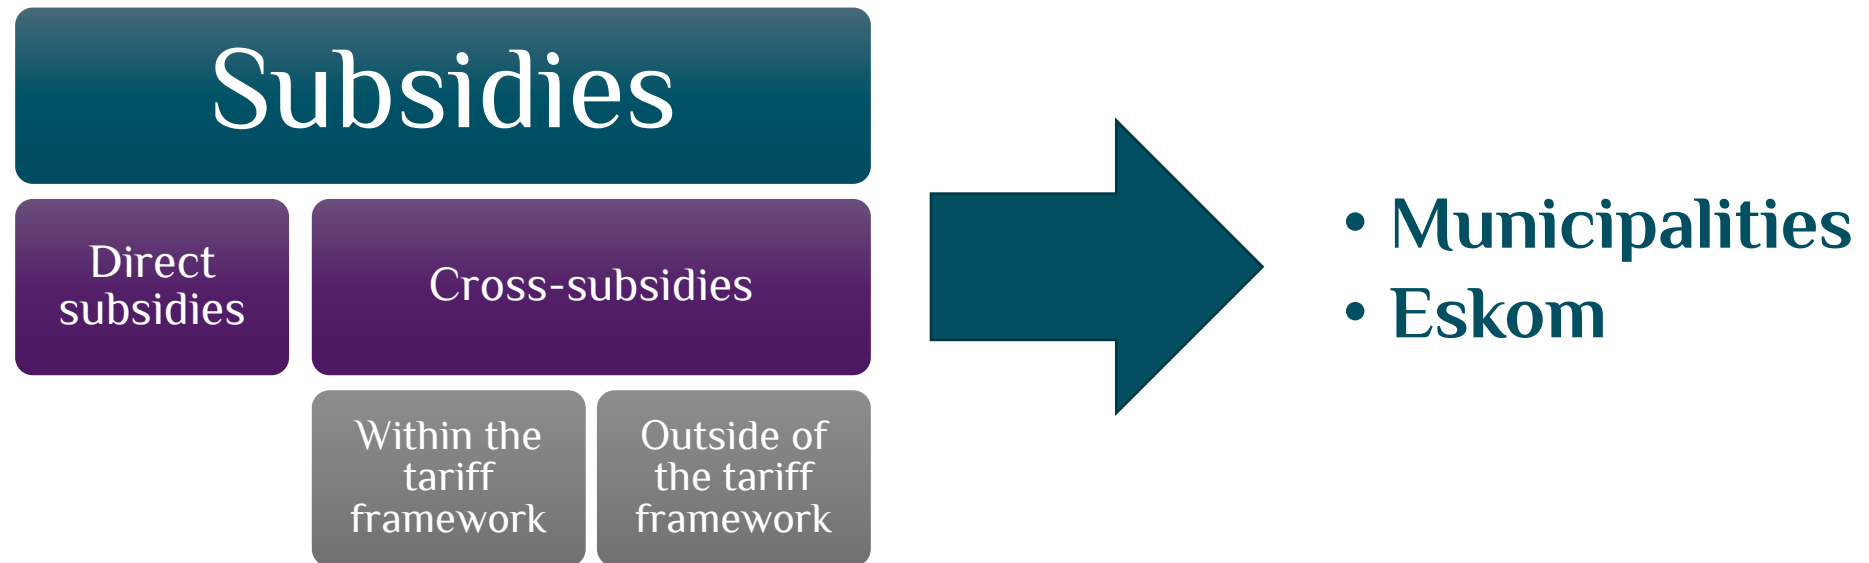 Subsidies
Direct
subsidies
Cross-subsidies
Within the
tariff
framework
Outside of
the tariff
framework
• Municipalities
• Eskom